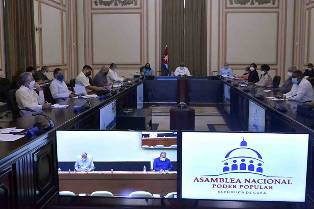 ASAMBLEA NACIONAL
PODER POPULAR
REPÚBLICA DE CUBA